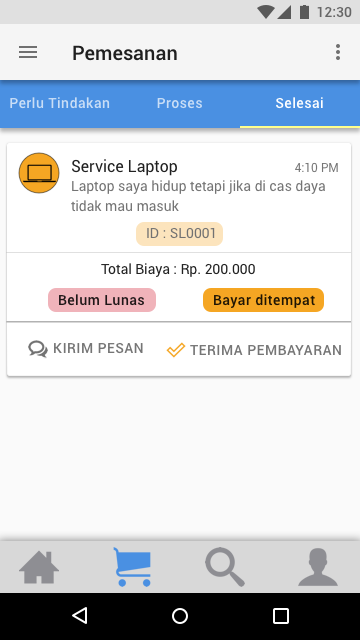 12:30
Pemesanan
Perlu Tindakan Proses Selesai
Service Laptop 4:10 PM
Laptop saya hidup tetapi jika di cas daya
tidak mau masuk
ID : SL0001
Total Biaya : Rp. 200.000
Belum Lunas Bayar ditempat
KIRIM PESAN TERIMA PEMBAYARAN